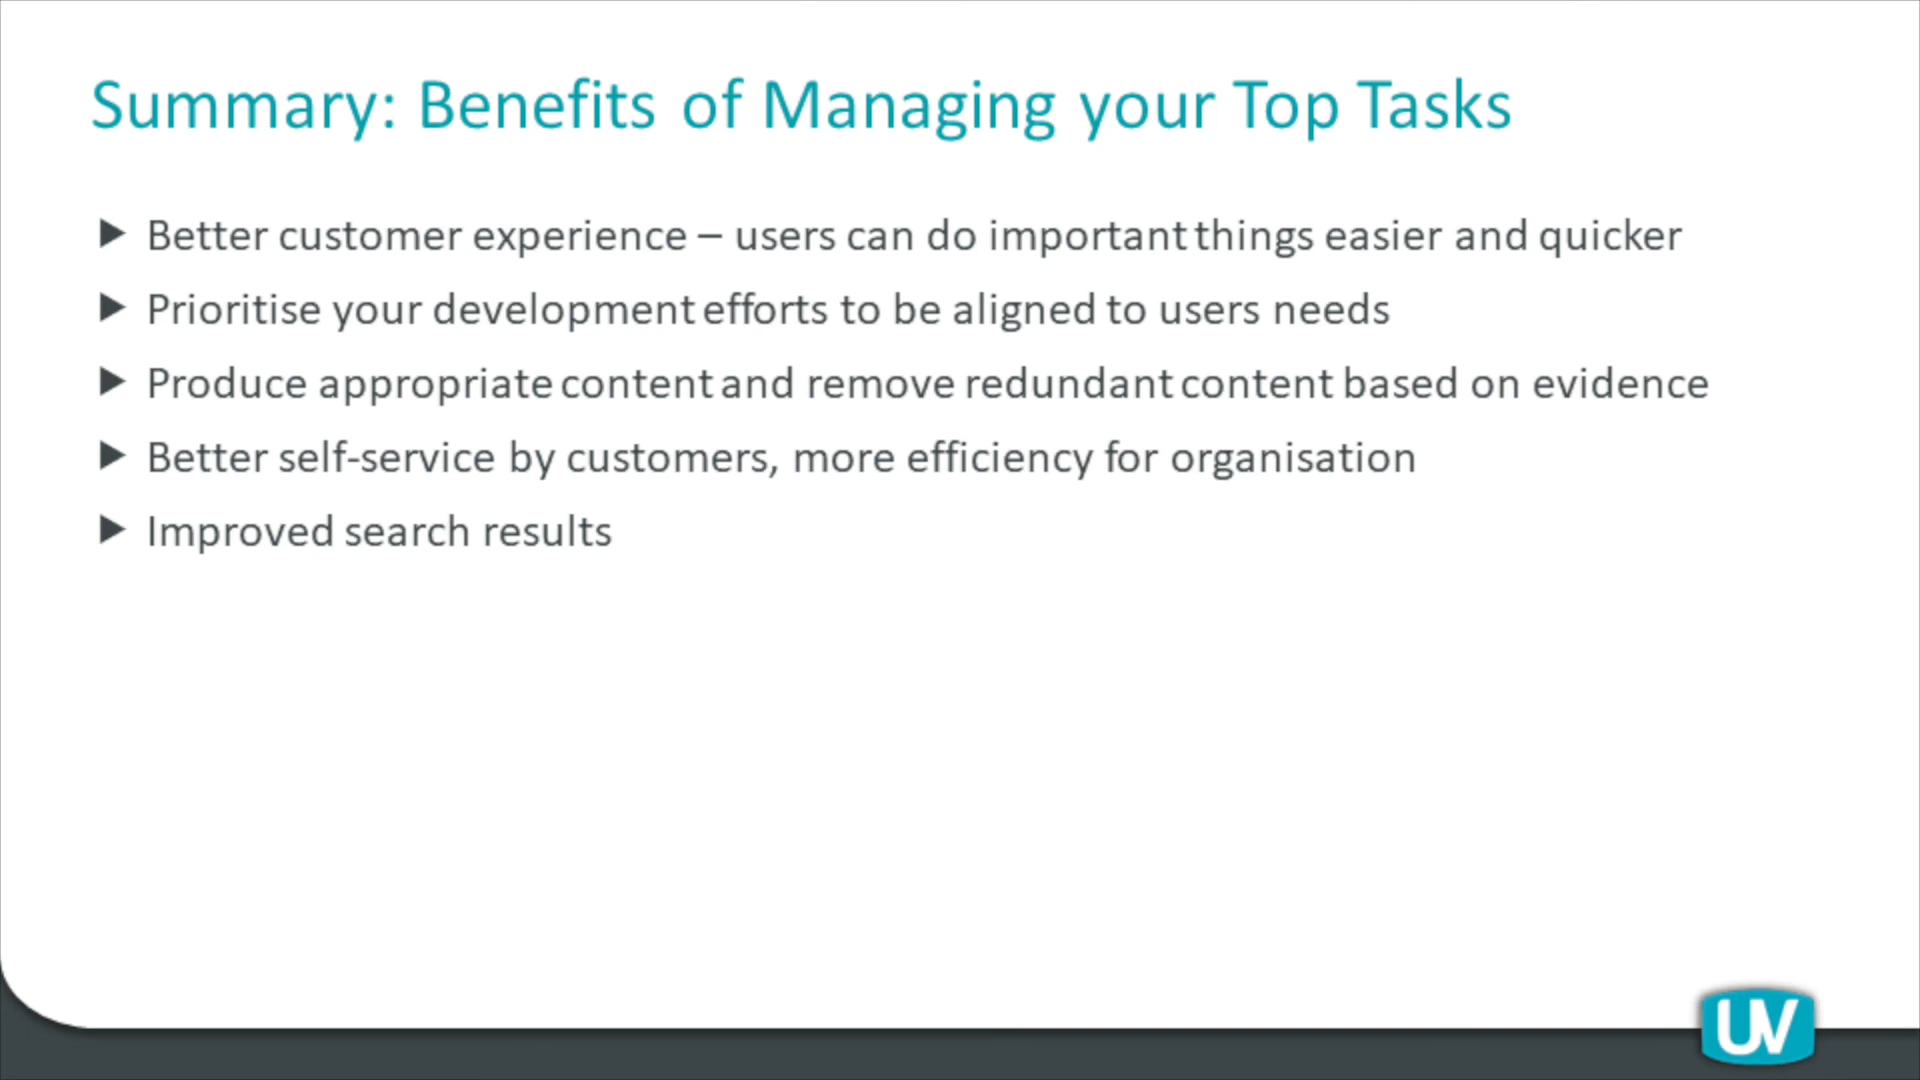 Summary: Benefits of Managing your Top Tasks
Better customer experience – users can do important things easier and quicker
Prioritise your development efforts to be aligned to users needs
Produce appropriate content and remove redundant content based on evidence
Better self-service by customers, more efficiency for organisation
Improved search results
UV